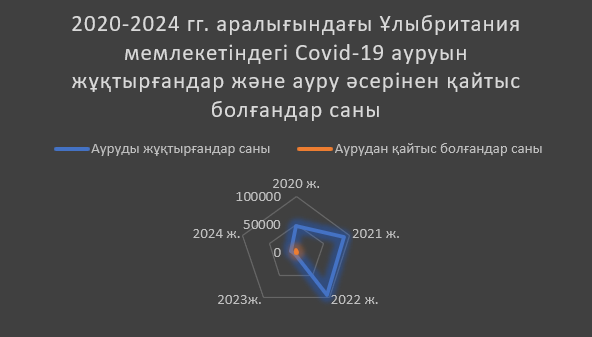 2020-2024 гг. аралығындағы Ұлыбритания
мемлекетіндегі Covid-19 ауруын
жұқтырғандар және ауру әсерінен қайтыс
болғандар саны
Ауруды жұқтырғандар саны
Аурудан қайтыс болғандар саны
2020 ж.
100000
50000
0
2021 ж.
2024 ж.
2023ж.
2022 ж.